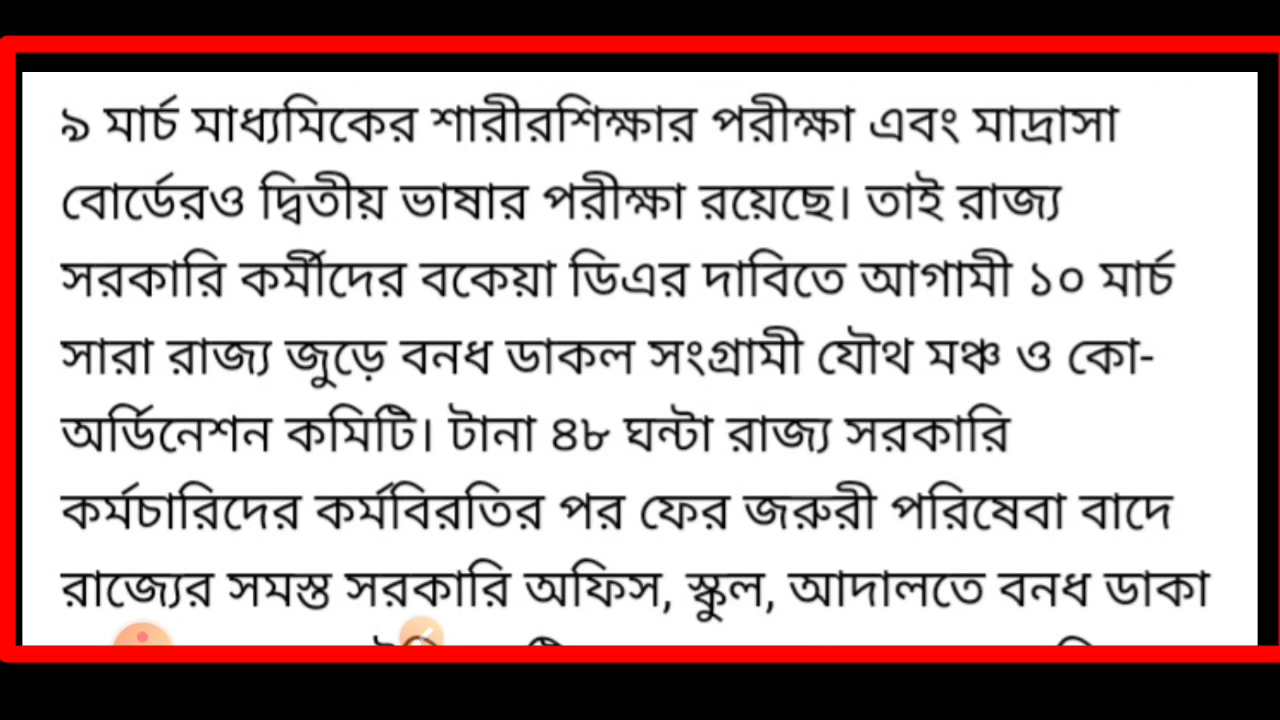 ৯ মার্চ মাধ্যমিকের শারীরশিক্ষার পরীক্ষা এবং মাদ্রাসা
বোর্ডেরও দ্বিতীয় ভাষার পরীক্ষা রয়েছে। তাই রাজ্য
সরকারি কর্মীদের বকেয়া ডিএর দাবিতে আগামী ১০ মার্চ
সারা রাজ্য জুড়ে বনধ ডাকল সংগ্রামী যৌথ মঞ্চ ও কো-
অর্ডিনেশন কমিটি। টানা ৪৮ ঘন্টা রাজ্য সরকারি
কর্মচারিদের কর্মবিরতির পর ফের জরুরী পরিষেবা বাদে
রাজ্যের সমস্ত সরকারি অফিস, স্কুল, আদালতে বনধ ডাকা